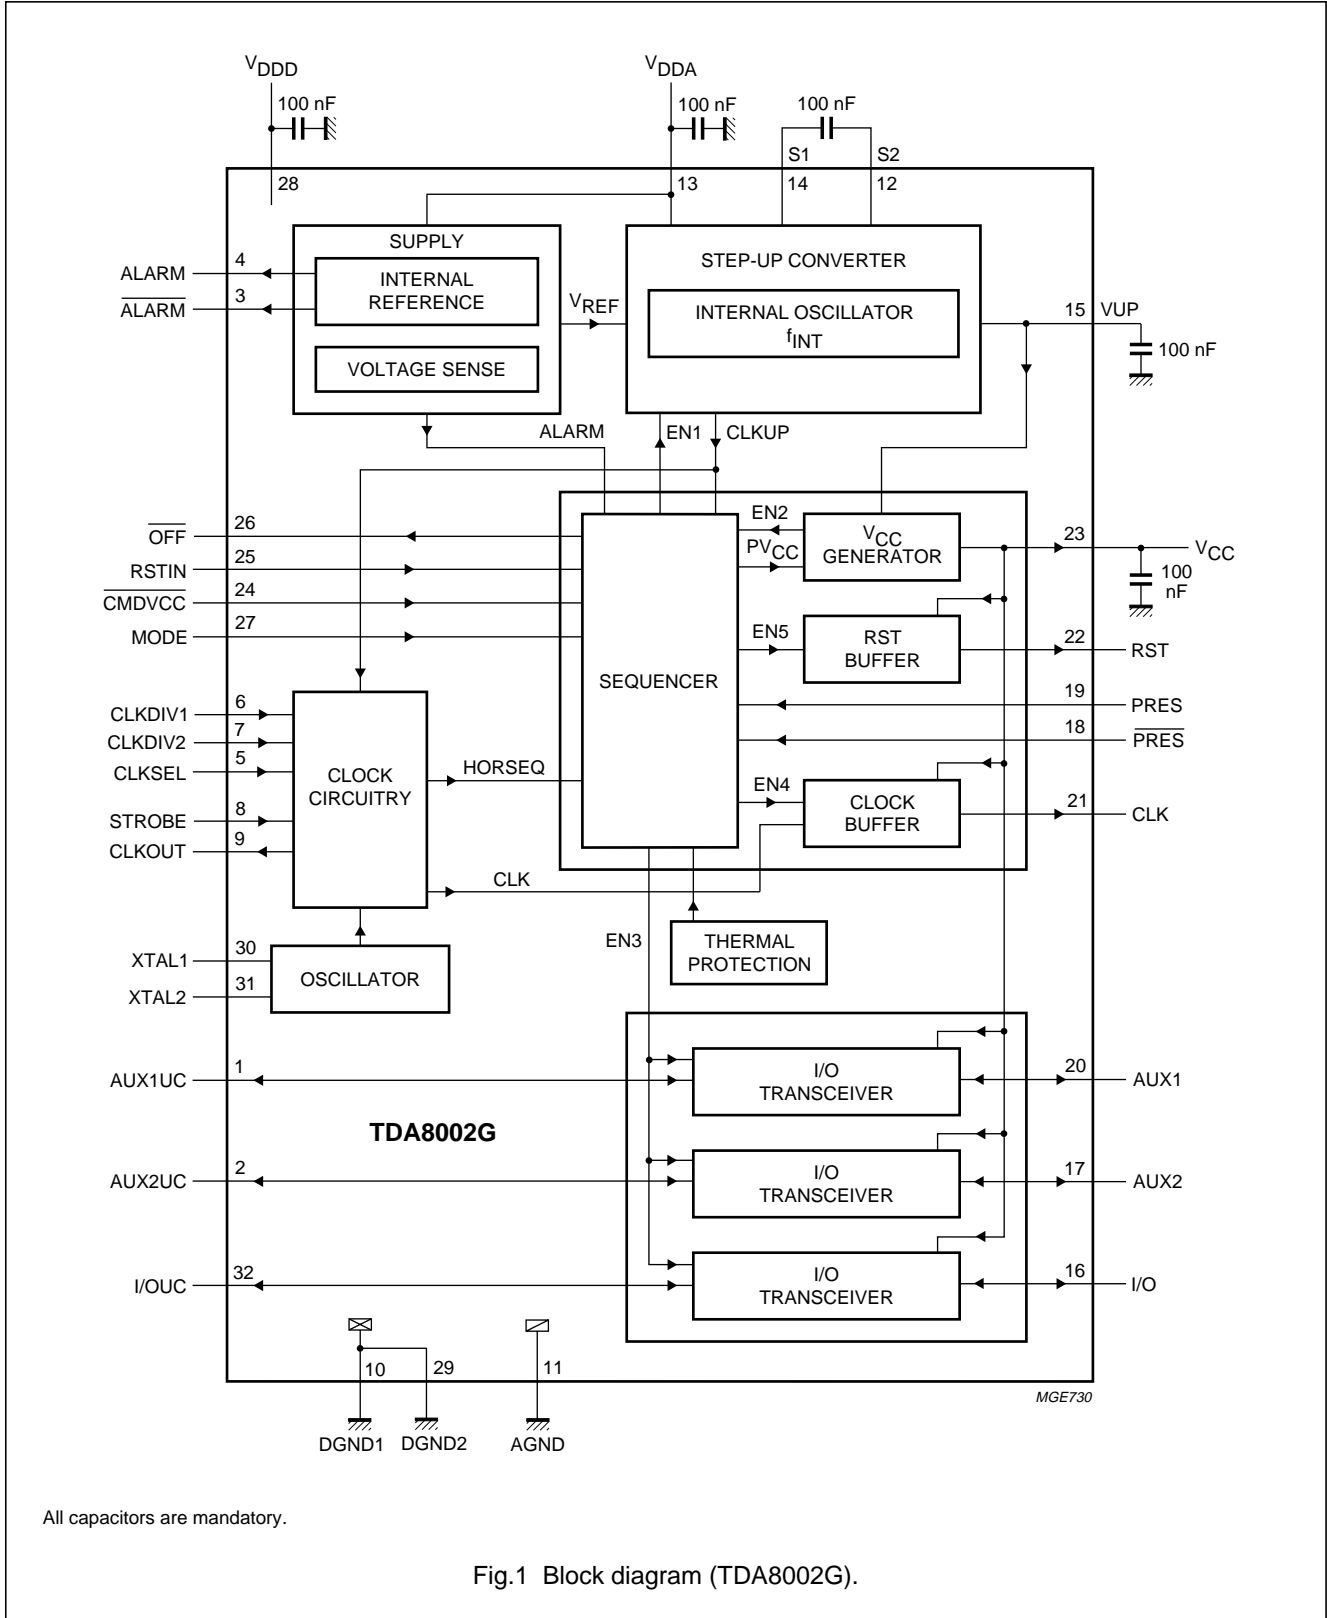 VDDD
VDDA
100 nF
100 nF
100 nF
S1
S2
28
13
14
12
SUPPLY
INTERNAL
REFERENCE
VOLTAGE SENSE
STEP-UP CONVERTER
INTERNAL OSCILLATOR
fINT
4
ALARM
3
ALARM
VREF
15
VUP
100 nF
ALARM
EN1
CLKUP
26
OFF
25
RSTIN
24
CMDVCC
27
MODE
SEQUENCER
EN2
PVCC
VCC
GENERATOR
23
VCC
100
nF
EN5
RST
BUFFER
22
RST
19
PRES
18
PRES
6
CLKDIV1
7
CLKDIV2
5
CLKSEL
8
STROBE
9
CLKOUT
CLOCK
CIRCUITRY
HORSEQ
EN4
CLOCK
BUFFER
21
CLK
CLK
EN3
THERMAL
PROTECTION
30
XTAL1
31
XTAL2
OSCILLATOR
1
AUX1UC
I/O
TRANSCEIVER
20
AUX1
TDA8002G
2
AUX2UC
I/O
TRANSCEIVER
17
AUX2
32
I/OUC
I/O
TRANSCEIVER
16
I/O
10
29
11
DGND1
DGND2
AGND
MGE730
All capacitors are mandatory.
Fig.1 Block diagram (TDA8002G).